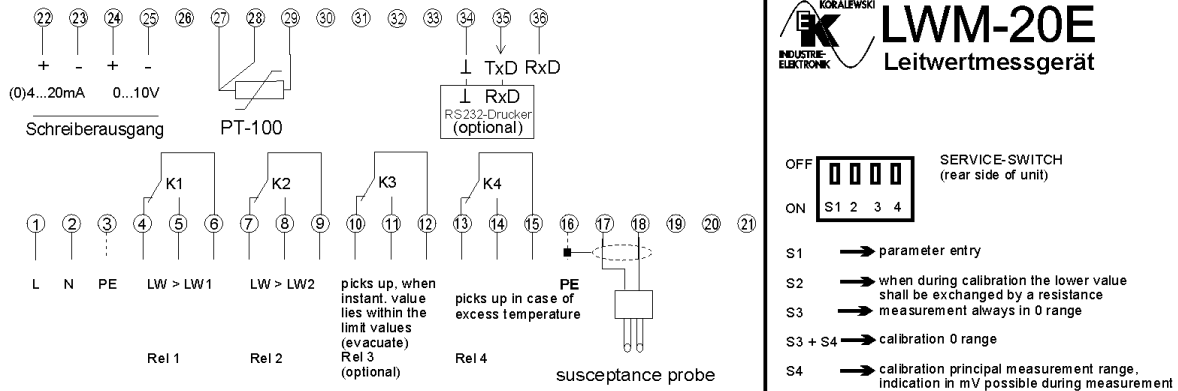 22 23 24 25 26 27 28 29 30 31 32 33 34 35 36
+ - + -
⊥ TxD RxD
(0)4...20mA 0...10V
⊥ RxD
RS232-Drucker
(optional)
Schreiberausgang
PT-100
K1 K2 K3 K4
1 2 3 4 5 6 7 8 9 10 11 12 13 14 15 16 17 18 19 20 21
L N PE
LW > LW1
LW > LW2
picks up, when
instant. value
lies within the
limit values
(evacuate)
Rel 3
(optional)
picks up in case of
excess temperature
PE
Rel 1
Rel 2
Rel 4
susceptance probe
KORALEWSKI
EK
INDUSTRIE-
ELEKTRONIK
LWM-20E
Leitwertmessgerät
OFF
ON
S1 2 3 4
SERVICE-SWITCH
(rear side of unit)
S1 parameter entry
S2 when during calibration the lower value
shall be exchanged by a resistance
S3 measurement always in 0 range
S3 + S4 calibration 0 range
S4 calibration principal measurement range,
indication in mV possible during measurement